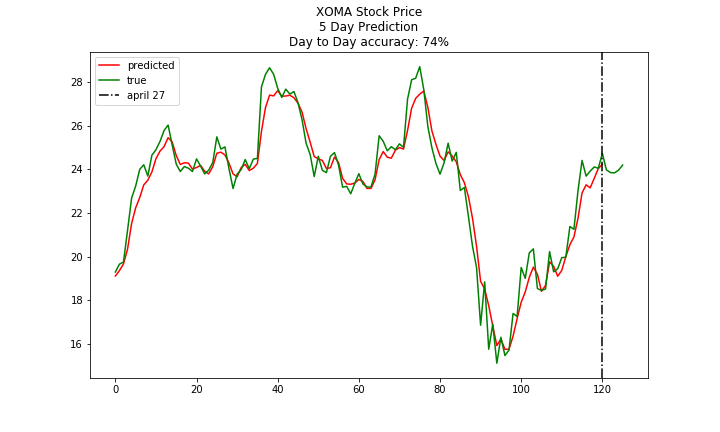 XOMA Stock Price
5 Day Prediction
Day to Day accuracy: 74%
predicted
true
april 27
28
26
24
22
20
18
16
0 20 40 60 80 100 120